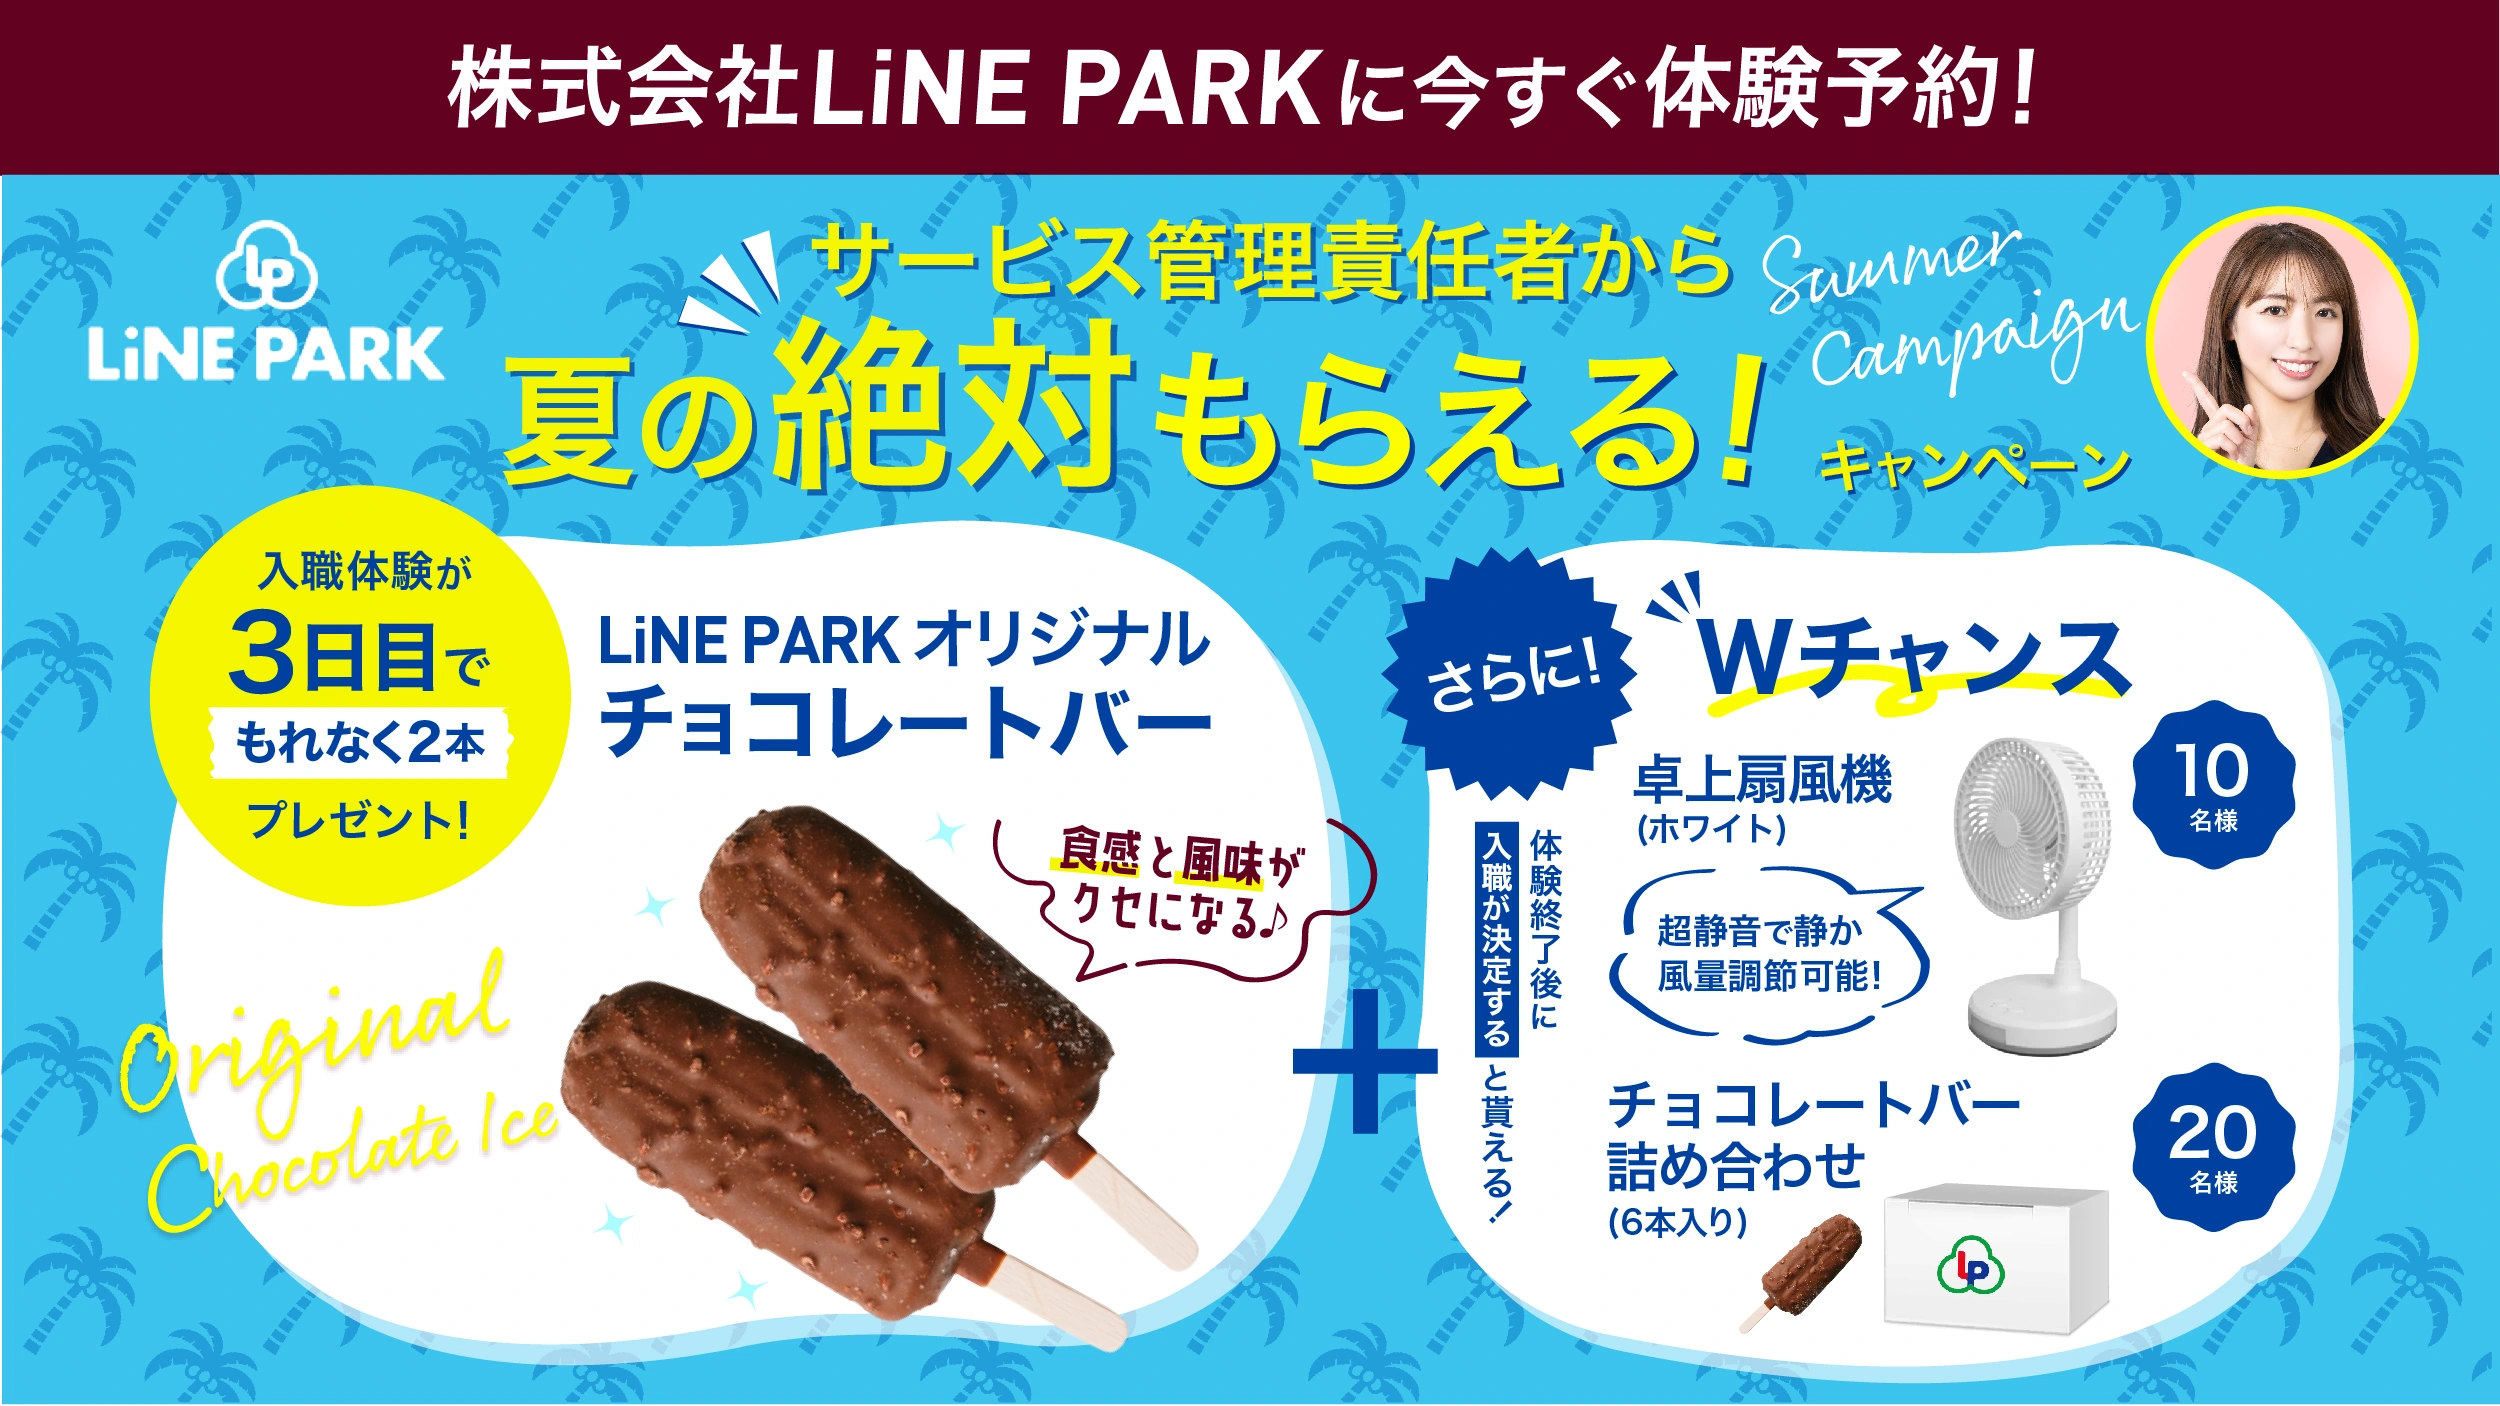 株式会社LiNE PARKに今すぐ体験予約！
LP
LiNE PARK
サービス管理責任者から
夏の絶対もらえる！
Summer
Campaign
キャンペーン
入職体験が
3日目で
もれなく2本
プレゼント！
LiNE PARK オリジナル
チョコレートバー
食感と風味が
クセになる♪
Original
Chocolate Ice
+
さらに！
Wチャンス
体験終了後に
入職が決定すると貰える！
卓上扇風機
(ホワイト)
10
名様
超静音で静か
風量調節可能！
チョコレートバー
詰め合わせ
(6本入り)
20
名様
LP